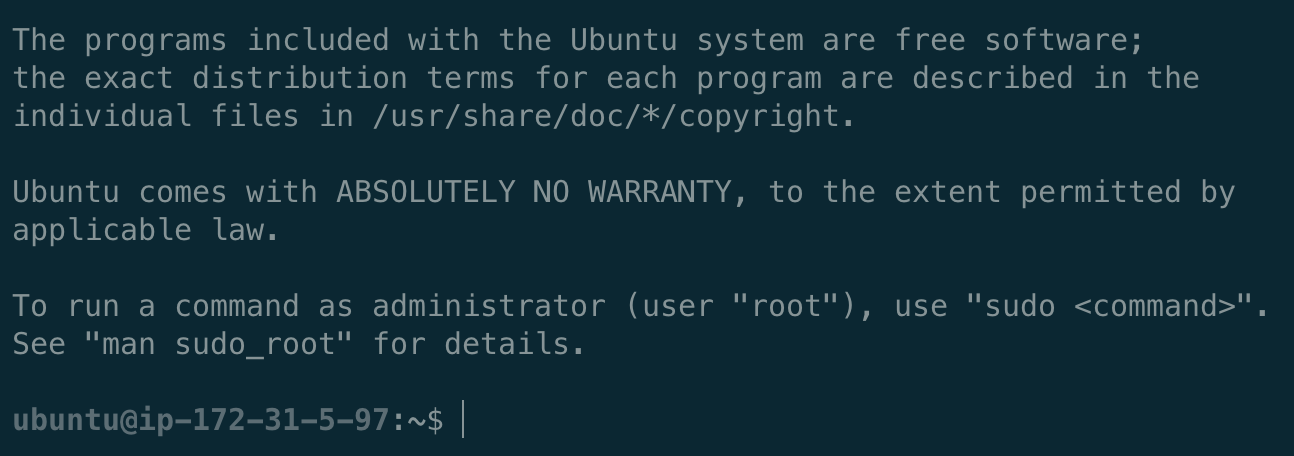 The programs included with the Ubuntu system are free software;
the exact distribution terms for each program are described in the
individual files in /usr/share/doc/*/copyright.
Ubuntu comes with ABSOLUTELY NO WARRANTY, to the extent permitted by
applicable law.
To run a command as administrator (user "root"), use "sudo <command>".
See "man sudo_root" for details.
ubuntu@ip-172-31-5-97:~$